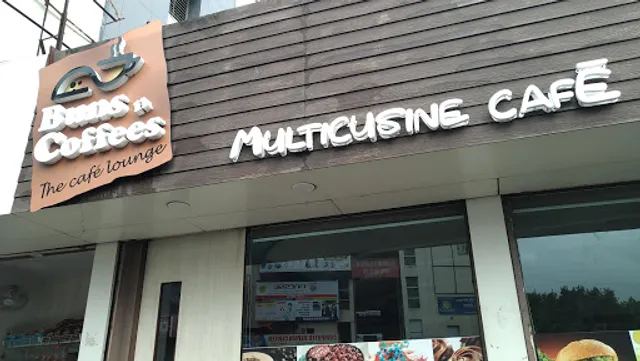 Buns n
Coffees
The café lounge
MULTICUSINE CAFÉ